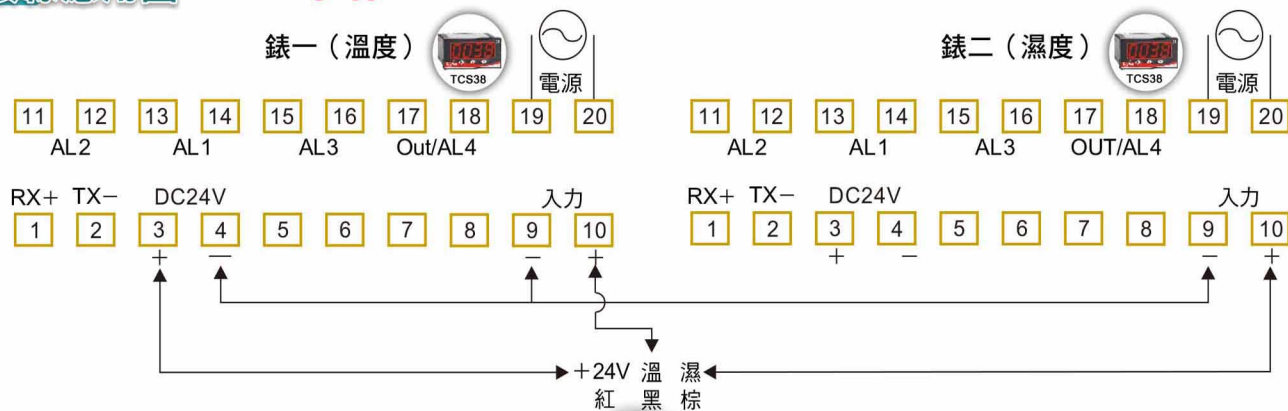 錶一（溫度）
0038
TCS38
電源
11 12 13 14 15 16 17 18 19 20
AL2 AL1 AL3 Out/AL4
RX+ TX− DC24V 入力
1 2 3 4 5 6 7 8 9 10
+ — − +
錶二（濕度）
0038
TCS38
電源
11 12 13 14 15 16 17 18 19 20
AL2 AL1 AL3 OUT/AL4
RX+ TX− DC24V 入力
1 2 3 4 5 6 7 8 9 10
+ − − +
+24V 溫 濕
紅 黑 棕